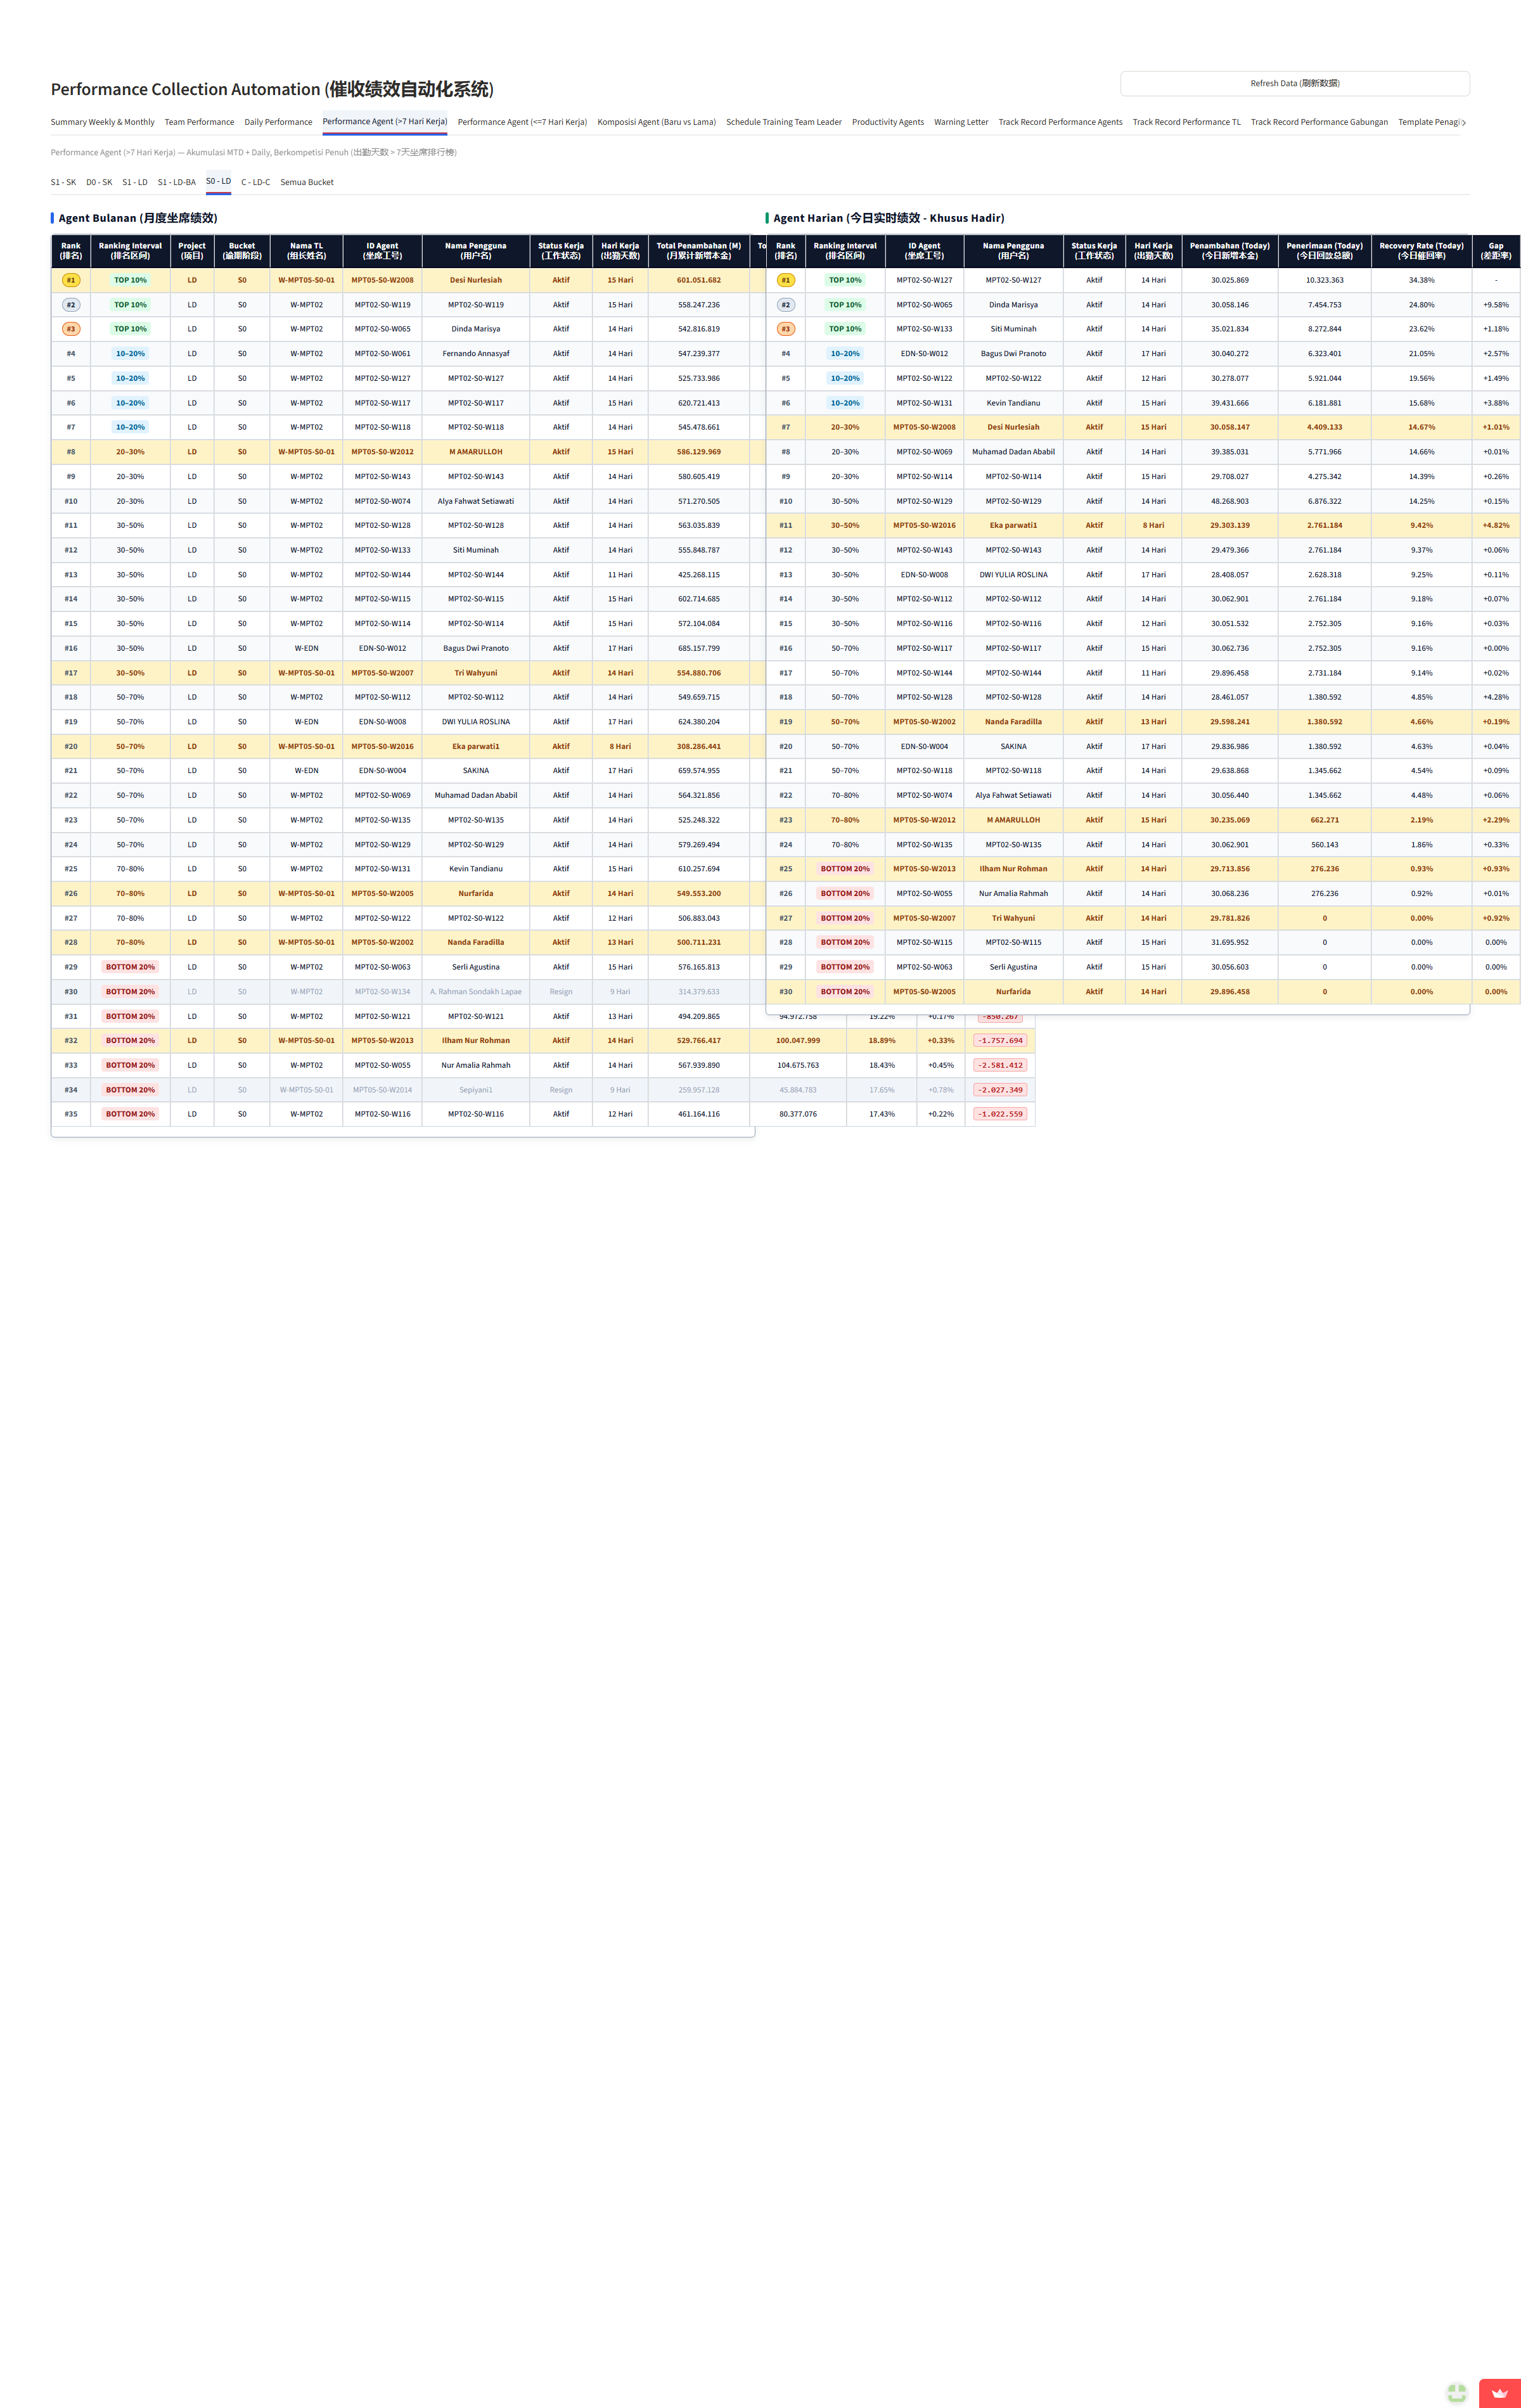 Performance Collection Automation (催收绩效自动化系统)
Refresh Data (刷新数据)
Summary Weekly & Monthly Team Performance Daily Performance Performance Agent (>7 Hari Kerja) Performance Agent (<=7 Hari Kerja) Komposisi Agent (Baru vs Lama) Schedule Training Team Leader Productivity Agents Warning Letter Track Record Performance Agents Track Record Performance TL Track Record Performance Gabungan Template Penagi
Performance Agent (>7 Hari Kerja) — Akumulasi MTD + Daily, Berkompetisi Penuh (出勤天数 > 7天坐席排行榜)
S1 - SK D0 - SK S1 - LD S1 - LD-BA S0 - LD C - LD-C Semua Bucket
Agent Bulanan (月度坐席绩效)
Rank Ranking Interval Project Bucket Nama TL ID Agent Nama Pengguna Status Kerja Hari Kerja Total Penambahan (M) To
(排名) (排名区间) (项目) (逾期阶段) (组长姓名) (坐席工号) (用户名) (工作状态) (出勤天数) (月累计新增本金)
#1 TOP 10% LD S0 W-MPT05-S0-01 MPT05-S0-W2008 Desi Nurlesiah Aktif 15 Hari 601.051.682
#2 TOP 10% LD S0 W-MPT02 MPT02-S0-W119 MPT02-S0-W119 Aktif 15 Hari 558.247.236
#3 TOP 10% LD S0 W-MPT02 MPT02-S0-W065 Dinda Marisya Aktif 14 Hari 542.816.819
#4 10–20% LD S0 W-MPT02 MPT02-S0-W061 Fernando Annasyaf Aktif 14 Hari 547.239.377
#5 10–20% LD S0 W-MPT02 MPT02-S0-W127 MPT02-S0-W127 Aktif 14 Hari 525.733.986
#6 10–20% LD S0 W-MPT02 MPT02-S0-W117 MPT02-S0-W117 Aktif 15 Hari 620.721.413
#7 10–20% LD S0 W-MPT02 MPT02-S0-W118 MPT02-S0-W118 Aktif 14 Hari 545.478.661
#8 20–30% LD S0 W-MPT05-S0-01 MPT05-S0-W2012 M AMARULLOH Aktif 15 Hari 586.129.969
#9 20–30% LD S0 W-MPT02 MPT02-S0-W143 MPT02-S0-W143 Aktif 14 Hari 580.605.419
#10 20–30% LD S0 W-MPT02 MPT02-S0-W074 Alya Fahwat Setiawati Aktif 14 Hari 571.270.505
#11 30–50% LD S0 W-MPT02 MPT02-S0-W128 MPT02-S0-W128 Aktif 14 Hari 563.035.839
#12 30–50% LD S0 W-MPT02 MPT02-S0-W133 Siti Muminah Aktif 14 Hari 555.848.787
#13 30–50% LD S0 W-MPT02 MPT02-S0-W144 MPT02-S0-W144 Aktif 11 Hari 425.268.115
#14 30–50% LD S0 W-MPT02 MPT02-S0-W115 MPT02-S0-W115 Aktif 15 Hari 602.714.685
#15 30–50% LD S0 W-MPT02 MPT02-S0-W114 MPT02-S0-W114 Aktif 15 Hari 572.104.084
#16 30–50% LD S0 W-EDN EDN-S0-W012 Bagus Dwi Pranoto Aktif 17 Hari 685.157.799
#17 30–50% LD S0 W-MPT05-S0-01 MPT05-S0-W2007 Tri Wahyuni Aktif 14 Hari 554.880.706
#18 50–70% LD S0 W-MPT02 MPT02-S0-W112 MPT02-S0-W112 Aktif 14 Hari 549.659.715
#19 50–70% LD S0 W-EDN EDN-S0-W008 DWI YULIA ROSLINA Aktif 17 Hari 624.380.204
#20 50–70% LD S0 W-MPT05-S0-01 MPT05-S0-W2016 Eka parwati1 Aktif 8 Hari 308.286.441
#21 50–70% LD S0 W-EDN EDN-S0-W004 SAKINA Aktif 17 Hari 659.574.955
#22 50–70% LD S0 W-MPT02 MPT02-S0-W069 Muhamad Dadan Ababil Aktif 14 Hari 564.321.856
#23 50–70% LD S0 W-MPT02 MPT02-S0-W135 MPT02-S0-W135 Aktif 14 Hari 525.248.322
#24 50–70% LD S0 W-MPT02 MPT02-S0-W129 MPT02-S0-W129 Aktif 14 Hari 579.269.494
#25 70–80% LD S0 W-MPT02 MPT02-S0-W131 Kevin Tandianu Aktif 15 Hari 610.257.694
#26 70–80% LD S0 W-MPT05-S0-01 MPT05-S0-W2005 Nurfarida Aktif 14 Hari 549.553.200
#27 70–80% LD S0 W-MPT02 MPT02-S0-W122 MPT02-S0-W122 Aktif 12 Hari 506.883.043
#28 70–80% LD S0 W-MPT05-S0-01 MPT05-S0-W2002 Nanda Faradilla Aktif 13 Hari 500.711.231
#29 BOTTOM 20% LD S0 W-MPT02 MPT02-S0-W063 Serli Agustina Aktif 15 Hari 576.165.813
#30 BOTTOM 20% LD S0 W-MPT02 MPT02-S0-W134 A. Rahman Sondakh Lapae Resign 9 Hari 314.379.633
#31 BOTTOM 20% LD S0 W-MPT02 MPT02-S0-W121 MPT02-S0-W121 Aktif 13 Hari 494.209.865 94.972.758 19.22% +0.17% -850.267
#32 BOTTOM 20% LD S0 W-MPT05-S0-01 MPT05-S0-W2013 Ilham Nur Rohman Aktif 14 Hari 529.766.417 100.047.999 18.89% +0.33% -1.757.694
#33 BOTTOM 20% LD S0 W-MPT02 MPT02-S0-W055 Nur Amalia Rahmah Aktif 14 Hari 567.939.890 104.675.763 18.43% +0.45% -2.581.412
#34 BOTTOM 20% LD S0 W-MPT05-S0-01 MPT05-S0-W2014 Sepiyani1 Resign 9 Hari 259.957.128 45.884.783 17.65% +0.78% -2.027.349
#35 BOTTOM 20% LD S0 W-MPT02 MPT02-S0-W116 MPT02-S0-W116 Aktif 12 Hari 461.164.116 80.377.076 17.43% +0.22% -1.022.559
Agent Harian (今日实时绩效 - Khusus Hadir)
Rank Ranking Interval ID Agent Nama Pengguna Status Kerja Hari Kerja Penambahan (Today) Penerimaan (Today) Recovery Rate (Today) Gap
(排名) (排名区间) (坐席工号) (用户名) (工作状态) (出勤天数) (今日新增本金) (今日回款总额) (今日催回率) (差距率)
#1 TOP 10% MPT02-S0-W127 MPT02-S0-W127 Aktif 14 Hari 30.025.869 10.323.363 34.38% -
#2 TOP 10% MPT02-S0-W065 Dinda Marisya Aktif 14 Hari 30.058.146 7.454.753 24.80% +9.58%
#3 TOP 10% MPT02-S0-W133 Siti Muminah Aktif 14 Hari 35.021.834 8.272.844 23.62% +1.18%
#4 10–20% EDN-S0-W012 Bagus Dwi Pranoto Aktif 17 Hari 30.040.272 6.323.401 21.05% +2.57%
#5 10–20% MPT02-S0-W122 MPT02-S0-W122 Aktif 12 Hari 30.278.077 5.921.044 19.56% +1.49%
#6 10–20% MPT02-S0-W131 Kevin Tandianu Aktif 15 Hari 39.431.666 6.181.881 15.68% +3.88%
#7 20–30% MPT05-S0-W2008 Desi Nurlesiah Aktif 15 Hari 30.058.147 4.409.133 14.67% +1.01%
#8 20–30% MPT02-S0-W069 Muhamad Dadan Ababil Aktif 14 Hari 39.385.031 5.771.966 14.66% +0.01%
#9 20–30% MPT02-S0-W114 MPT02-S0-W114 Aktif 15 Hari 29.708.027 4.275.342 14.39% +0.26%
#10 30–50% MPT02-S0-W129 MPT02-S0-W129 Aktif 14 Hari 48.268.903 6.876.322 14.25% +0.15%
#11 30–50% MPT05-S0-W2016 Eka parwati1 Aktif 8 Hari 29.303.139 2.761.184 9.42% +4.82%
#12 30–50% MPT02-S0-W143 MPT02-S0-W143 Aktif 14 Hari 29.479.366 2.761.184 9.37% +0.06%
#13 30–50% EDN-S0-W008 DWI YULIA ROSLINA Aktif 17 Hari 28.408.057 2.628.318 9.25% +0.11%
#14 30–50% MPT02-S0-W112 MPT02-S0-W112 Aktif 14 Hari 30.062.901 2.761.184 9.18% +0.07%
#15 30–50% MPT02-S0-W116 MPT02-S0-W116 Aktif 12 Hari 30.051.532 2.752.305 9.16% +0.03%
#16 50–70% MPT02-S0-W117 MPT02-S0-W117 Aktif 15 Hari 30.062.736 2.752.305 9.16% +0.00%
#17 50–70% MPT02-S0-W144 MPT02-S0-W144 Aktif 11 Hari 29.896.458 2.731.184 9.14% +0.02%
#18 50–70% MPT02-S0-W128 MPT02-S0-W128 Aktif 14 Hari 28.461.057 1.380.592 4.85% +4.28%
#19 50–70% MPT05-S0-W2002 Nanda Faradilla Aktif 13 Hari 29.598.241 1.380.592 4.66% +0.19%
#20 50–70% EDN-S0-W004 SAKINA Aktif 17 Hari 29.836.986 1.380.592 4.63% +0.04%
#21 50–70% MPT02-S0-W118 MPT02-S0-W118 Aktif 14 Hari 29.638.868 1.345.662 4.54% +0.09%
#22 70–80% MPT02-S0-W074 Alya Fahwat Setiawati Aktif 14 Hari 30.056.440 1.345.662 4.48% +0.06%
#23 70–80% MPT05-S0-W2012 M AMARULLOH Aktif 15 Hari 30.235.069 662.271 2.19% +2.29%
#24 70–80% MPT02-S0-W135 MPT02-S0-W135 Aktif 14 Hari 30.062.901 560.143 1.86% +0.33%
#25 BOTTOM 20% MPT05-S0-W2013 Ilham Nur Rohman Aktif 14 Hari 29.713.856 276.236 0.93% +0.93%
#26 BOTTOM 20% MPT02-S0-W055 Nur Amalia Rahmah Aktif 14 Hari 30.068.236 276.236 0.92% +0.01%
#27 BOTTOM 20% MPT05-S0-W2007 Tri Wahyuni Aktif 14 Hari 29.781.826 0 0.00% +0.92%
#28 BOTTOM 20% MPT02-S0-W115 MPT02-S0-W115 Aktif 15 Hari 31.695.952 0 0.00% 0.00%
#29 BOTTOM 20% MPT02-S0-W063 Serli Agustina Aktif 15 Hari 30.056.603 0 0.00% 0.00%
#30 BOTTOM 20% MPT05-S0-W2005 Nurfarida Aktif 14 Hari 29.896.458 0 0.00% 0.00%